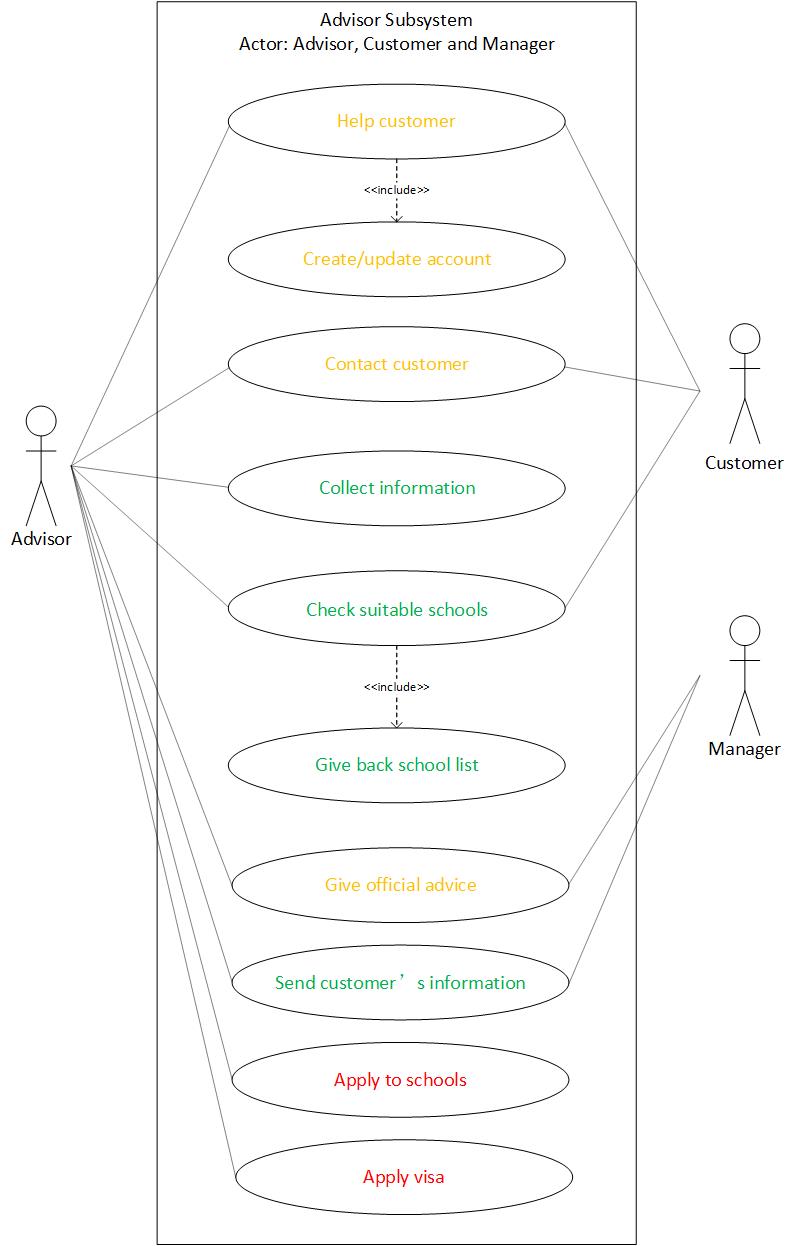 Advisor Subsystem
Actor: Advisor, Customer and Manager
Help customer
<<include>>
Create/update account
Contact customer
Customer
Collect information
Advisor
Check suitable schools
<<include>>
Manager
Give back school list
Give official advice
Send customer’s information
Apply to schools
Apply visa